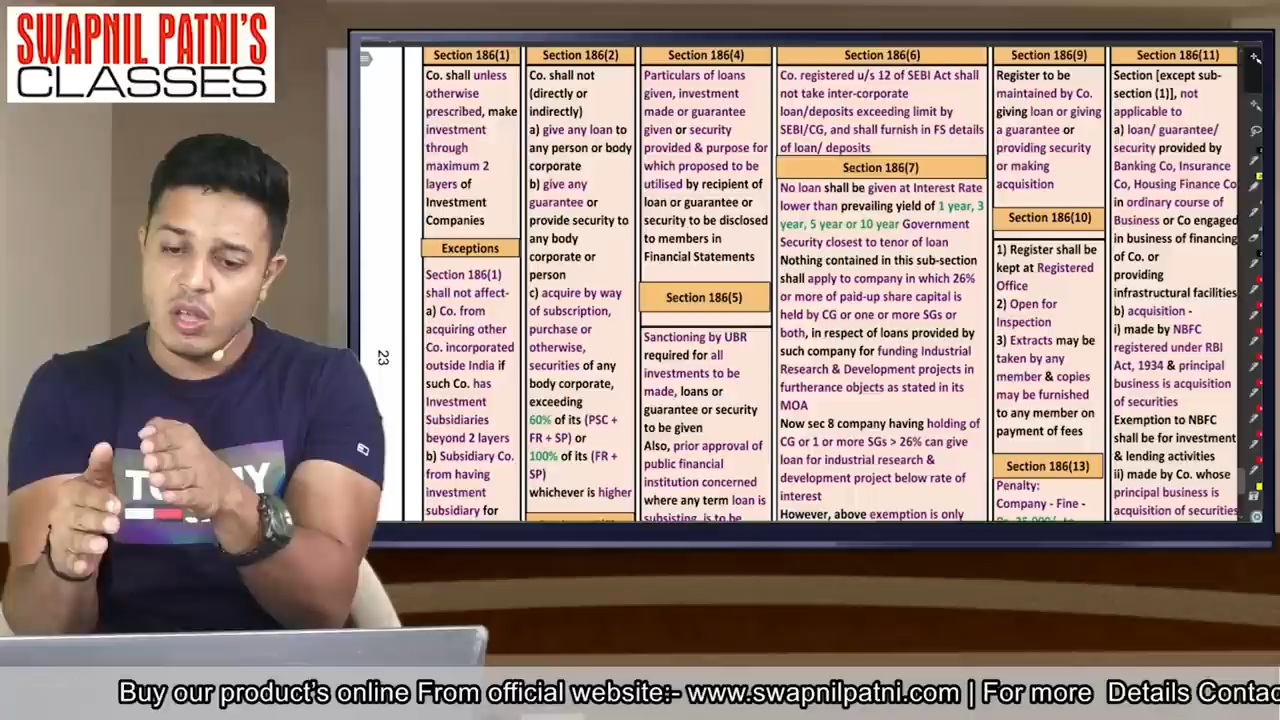 SWAPNIL PATNI'S
CLASSES
23
Section 186(1)
Co. shall unless
otherwise
prescribed, make
investment
through
maximum 2
layers of
Investment
Companies
Exceptions
Section 186(1)
shall not affect-
a) Co. from
acquiring other
Co. incorporated
outside India if
such Co. has
Investment
Subsidiaries
beyond 2 layers
b) Subsidiary Co.
from having
investment
subsidiary for
Section 186(2)
Co. shall not
(directly or
indirectly)
a) give any loan to
any person or body
corporate
b) give any
guarantee or
provide security to
any body
corporate or
person
c) acquire by way
of subscription,
purchase or
otherwise,
securities of any
body corporate,
exceeding
60% of its (PSC +
FR + SP) or
100% of its (FR +
SP)
whichever is higher
Section 186(4)
Particulars of loans
given, investment
made or guarantee
given or security
provided & purpose for
which proposed to be
utilised by recipient of
loan or guarantee or
security to be disclosed
to members in
Financial Statements
Section 186(5)
Sanctioning by UBR
required for all
investments to be
made, loans or
guarantee or security
to be given
Also, prior approval of
public financial
institution concerned
where any term loan is
subsisting, is to be
Section 186(6)
Co. registered u/s 12 of SEBI Act shall
not take inter-corporate
loan/deposits exceeding limit by
SEBI/CG, and shall furnish in FS details
of loan/ deposits
Section 186(7)
No loan shall be given at Interest Rate
lower than prevailing yield of 1 year, 3
year, 5 year or 10 year Government
Security closest to tenor of loan
Nothing contained in this sub-section
shall apply to company in which 26%
or more of paid-up share capital is
held by CG or one or more SGs or
both, in respect of loans provided by
such company for funding Industrial
Research & Development projects in
furtherance objects as stated in its
MOA
Now sec 8 company having holding of
CG or 1 or more SGs > 26% can give
loan for industrial research &
development project below rate of
interest
However, above exemption is only
Section 186(9)
Register to be
maintained by Co.
giving loan or giving
a guarantee or
providing security
or making
acquisition
Section 186(10)
1) Register shall be
kept at Registered
Office
2) Open for
Inspection
3) Extracts may be
taken by any
member & copies
may be furnished
to any member on
payment of fees
Section 186(13)
Penalty:
Company - Fine -
Section 186(11)
Section [except sub-
section (1)], not
applicable to
a) loan/ guarantee/
security provided by
Banking Co, Insurance
Co, Housing Finance Co
in ordinary course of
Business or Co engaged
in business of financing
of Co. or
providing
infrastructural facilities
b) acquisition -
i) made by NBFC
registered under RBI
Act, 1934 & principal
business is acquisition
of securities
Exemption to NBFC
shall be for investment
& lending activities
ii) made by Co. whose
principal business is
acquisition of securities
Buy our product's online From official website:- www.swapnilpatni.com | For more Details Contac